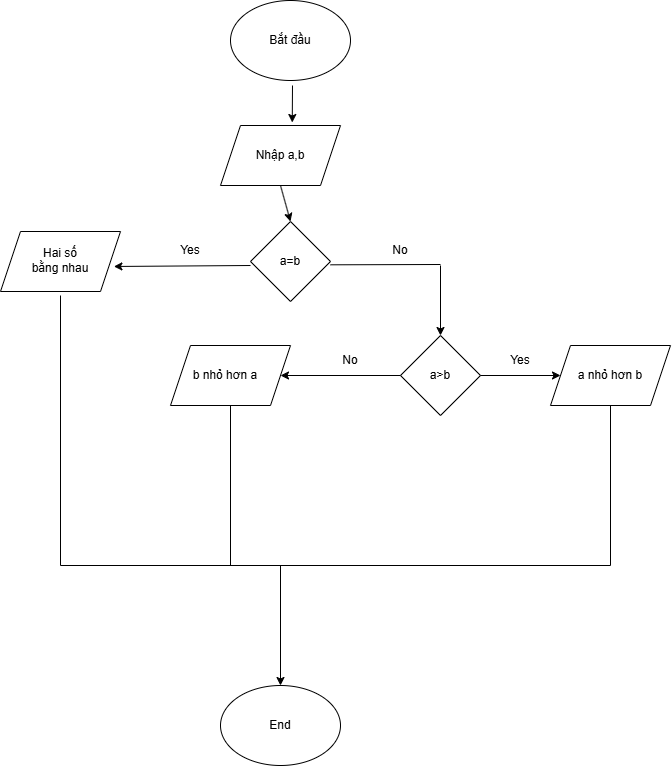 Bắt đầu
Nhập a,b
Hai số
bằng nhau
Yes
a=b
No
b nhỏ hơn a
No
a>b
Yes
a nhỏ hơn b
End